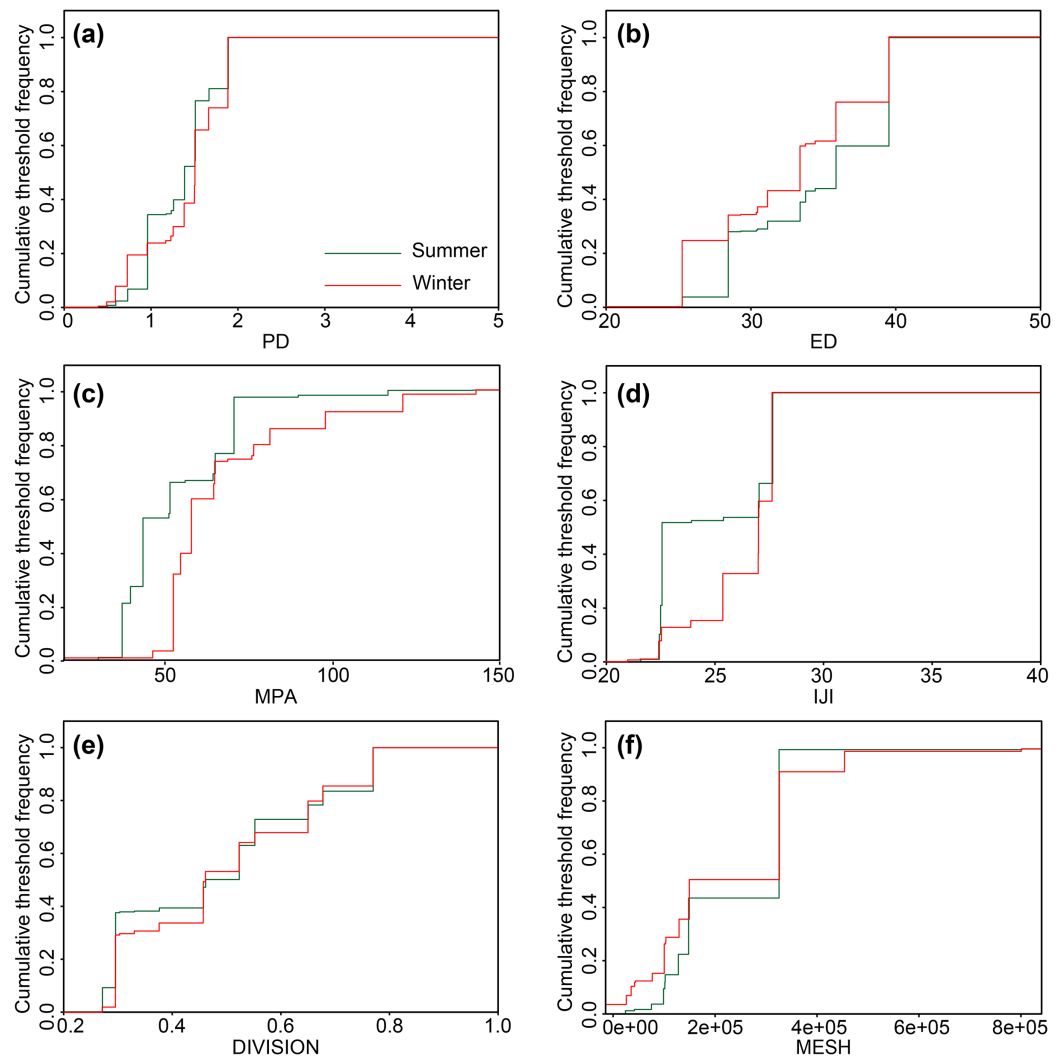 (a)
Cumulative threshold frequency
0.0 0.2 0.4 0.6 0.8 1.0
Summer
Winter
0 1 2 3 4 5
PD
(b)
Cumulative threshold frequency
0.0 0.2 0.4 0.6 0.8 1.0
20 30 40 50
ED
(c)
Cumulative threshold frequency
0.0 0.2 0.4 0.6 0.8 1.0
50 100 150
MPA
(d)
Cumulative threshold frequency
0.0 0.2 0.4 0.6 0.8 1.0
20 25 30 35 40
IJI
(e)
Cumulative threshold frequency
0.0 0.2 0.4 0.6 0.8 1.0
0.2 0.4 0.6 0.8 1.0
DIVISION
(f)
Cumulative threshold frequency
0.0 0.2 0.4 0.6 0.8 1.0
0e+00 2e+05 4e+05 6e+05 8e+05
MESH